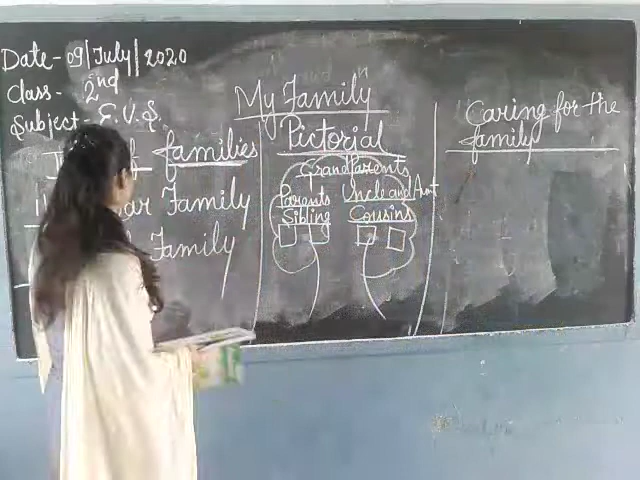 Date- 09/July/2020
Class- 2nd
Subject- E.V.S.
My Family
families
Family
Family
Pictorial
GrandParents
Parents Uncle and Aunt
Sibling Cousins
Caring for the
family